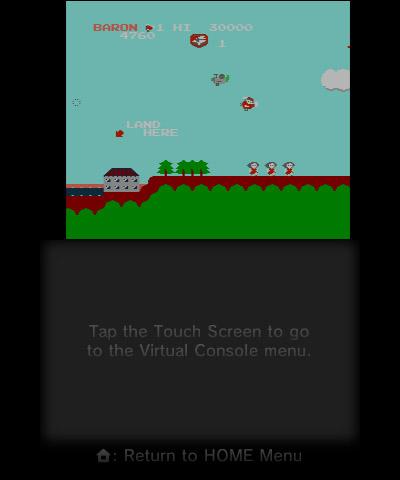 BARON 1 HI 30000
4760
1
LAND
HERE
Tap the Touch Screen to go
to the Virtual Console menu.
: Return to HOME Menu